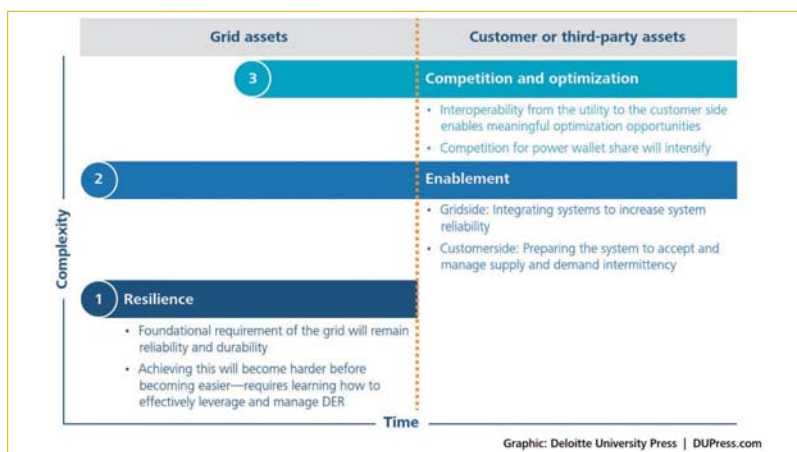 Grid assets
Customer or third-party assets
3
Competition and optimization
• Interoperability from the utility to the customer side
enables meaningful optimization opportunities
• Competition for power wallet share will intensify
2
Enablement
• Gridside: Integrating systems to increase system
reliability
• Customerside: Preparing the system to accept and
manage supply and demand intermittency
Complexity
1
Resilience
• Foundational requirement of the grid will remain
reliability and durability
• Achieving this will become harder before
becoming easier—requires learning how to
effectively leverage and manage DER
Time
Graphic: Deloitte University Press | DUPress.com